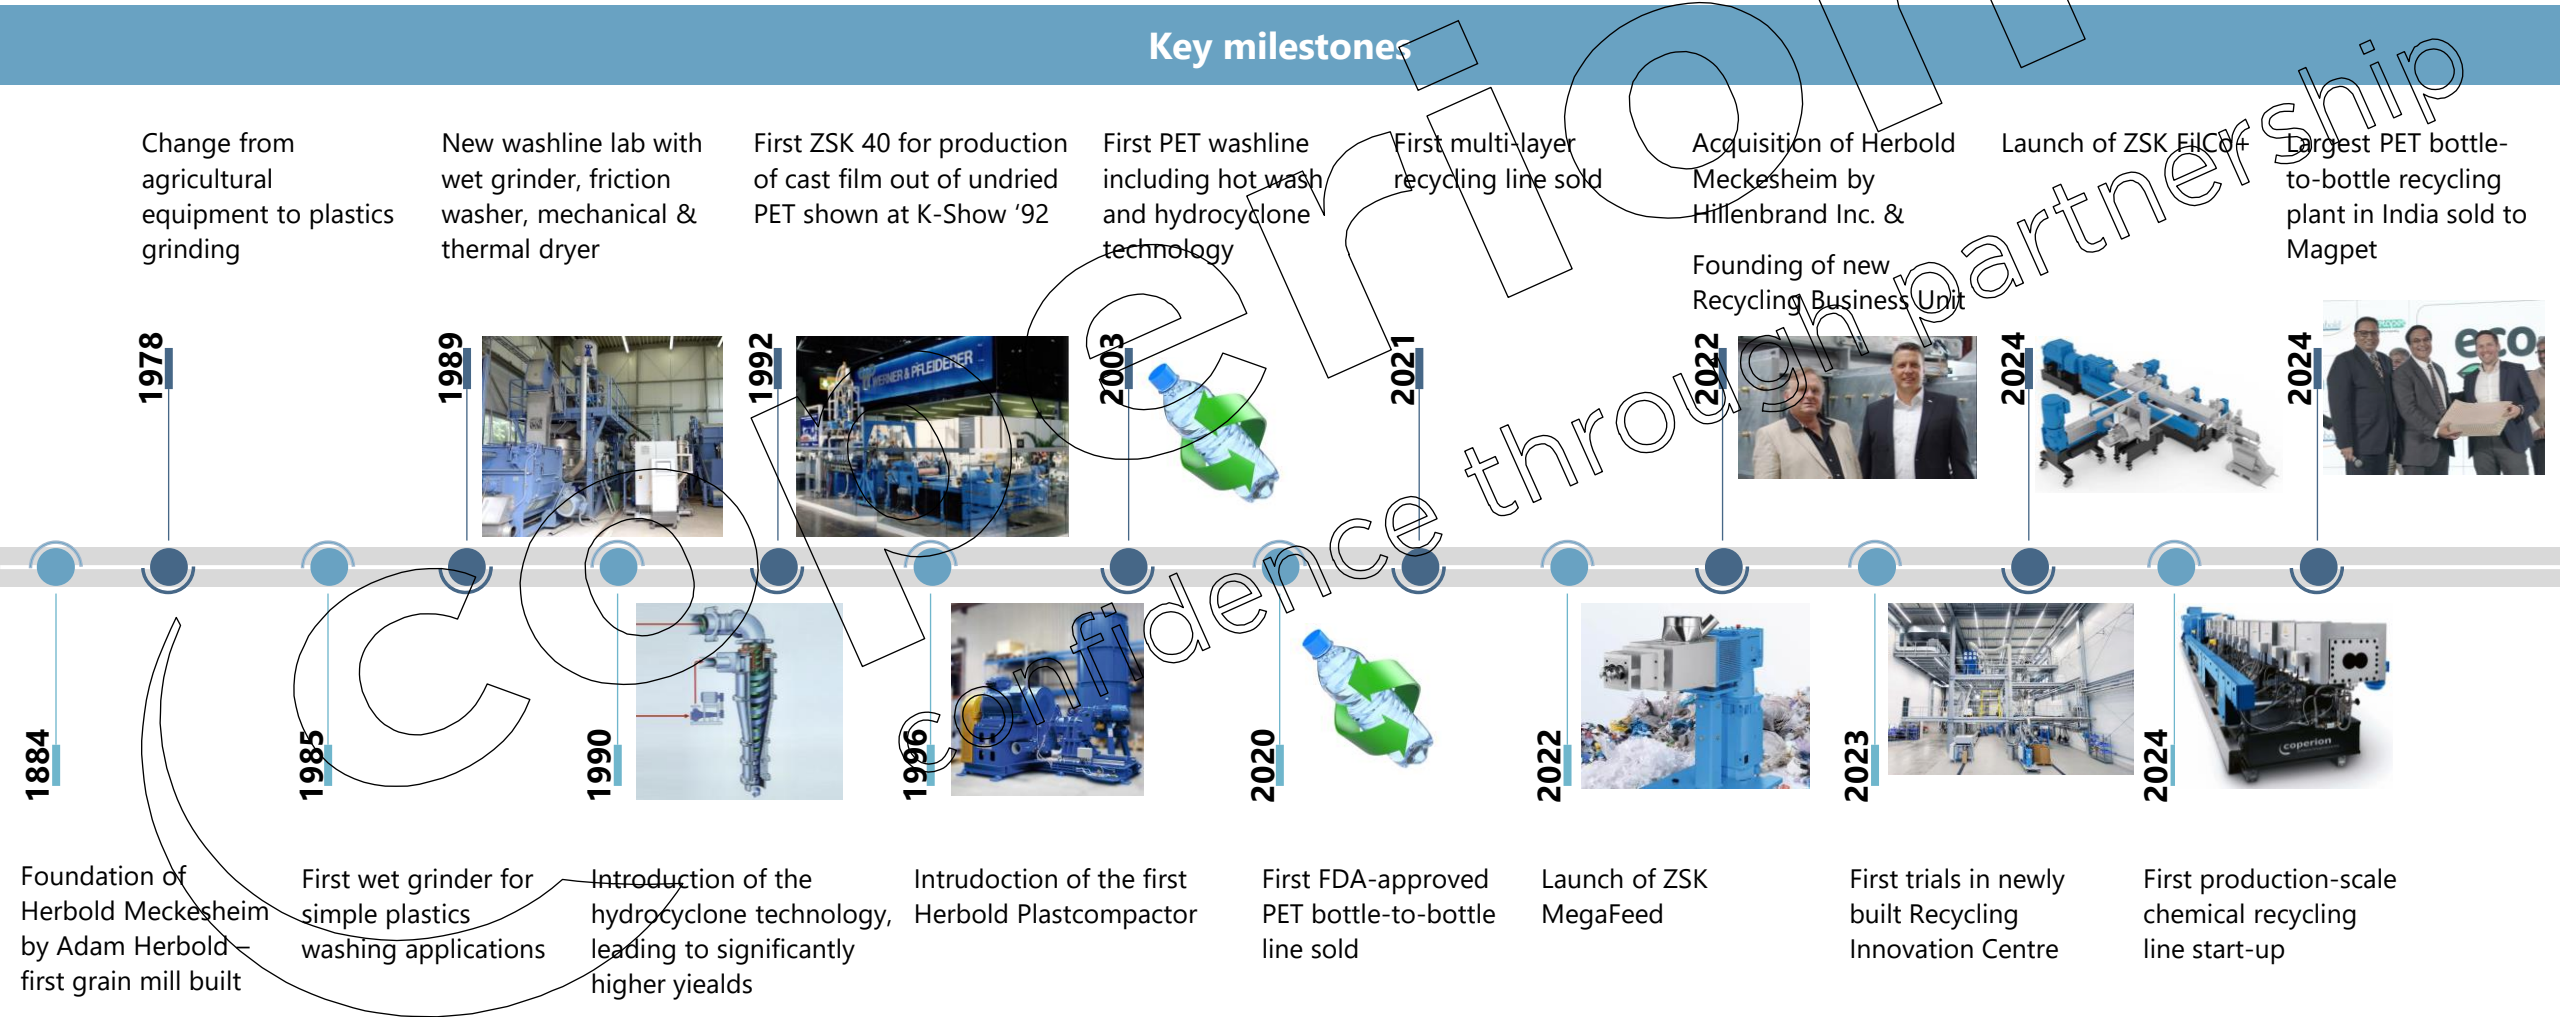 Key milestones
Change from
agricultural
equipment to plastics
grinding
New washline lab with
wet grinder, friction
washer, mechanical &
thermal dryer
First ZSK 40 for production
of cast film out of undried
PET shown at K-Show ‘92
First PET washline
including hot wash
and hydrocyclone
technology
First multi-layer
recycling line sold
Acquisition of Herbold
Meckesheim by
Hillenbrand Inc. &
Founding of new
Recycling Business Unit
Launch of ZSK FilCo+
Largest PET bottle-
to-bottle recycling
plant in India sold to
Magpet
1978
1989
1992
2003
2021
2022
2024
2024
WERNER & PFLEIDERER
eco
1884
1985
1990
1996
2020
2022
2023
2024
coperion
Foundation of
Herbold Meckesheim
by Adam Herbold –
first grain mill built
First wet grinder for
simple plastics
washing applications
Introduction of the
hydrocyclone technology,
leading to significantly
higher yiealds
Intrudoction of the first
Herbold Plastcompactor
First FDA-approved
PET bottle-to-bottle
line sold
Launch of ZSK
MegaFeed
First trials in newly
built Recycling
Innovation Centre
First production-scale
chemical recycling
line start-up
coperion
confidence through partnership